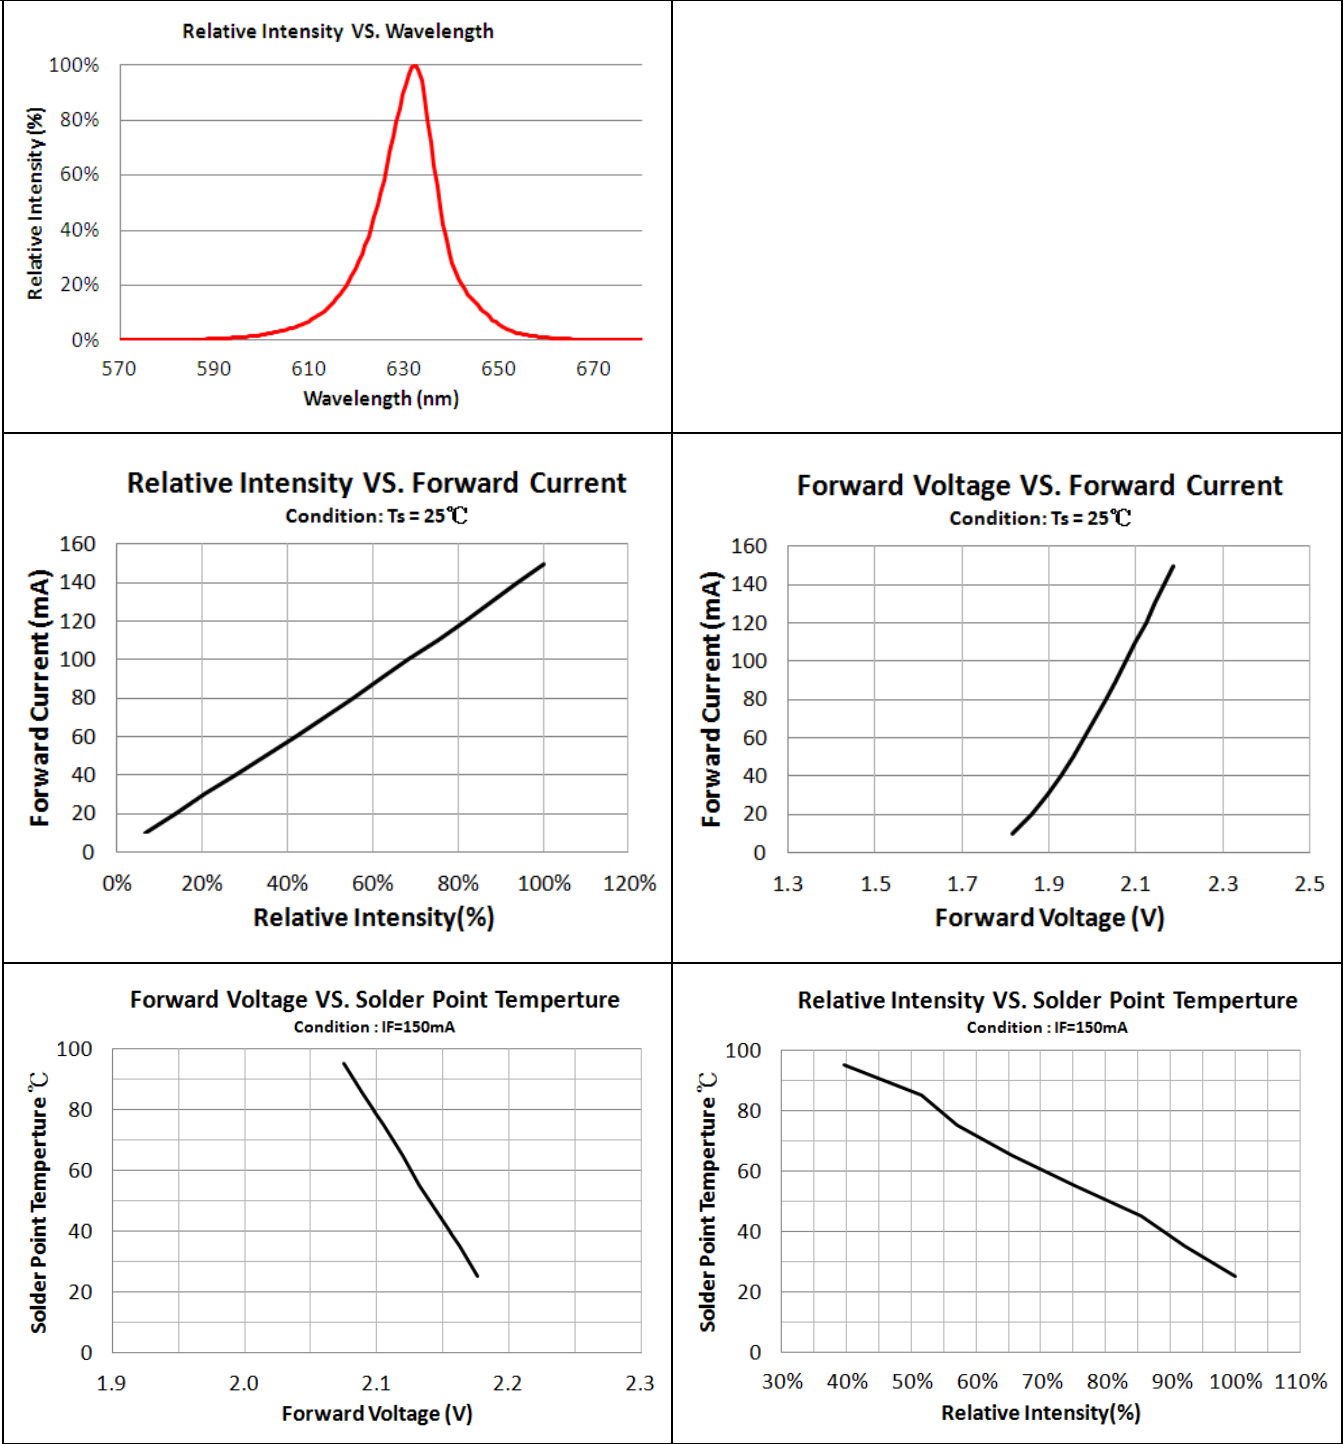 Relative Intensity VS. Wavelength
Relative Intensity (%)
100%
80%
60%
40%
20%
0%
570 590 610 630 650 670
Wavelength (nm)
Relative Intensity VS. Forward Current
Condition: Ts = 25℃
Forward Current (mA)
160
140
120
100
80
60
40
20
0
0% 20% 40% 60% 80% 100% 120%
Relative Intensity(%)
Forward Voltage VS. Forward Current
Condition: Ts = 25℃
Forward Current (mA)
160
140
120
100
80
60
40
20
0
1.3 1.5 1.7 1.9 2.1 2.3 2.5
Forward Voltage (V)
Forward Voltage VS. Solder Point Temperture
Condition : IF=150mA
Solder Point Temperture ℃
100
80
60
40
20
0
1.9 2.0 2.1 2.2 2.3
Forward Voltage (V)
Relative Intensity VS. Solder Point Temperture
Condition : IF=150mA
Solder Point Temperture ℃
100
80
60
40
20
0
30% 40% 50% 60% 70% 80% 90% 100% 110%
Relative Intensity(%)